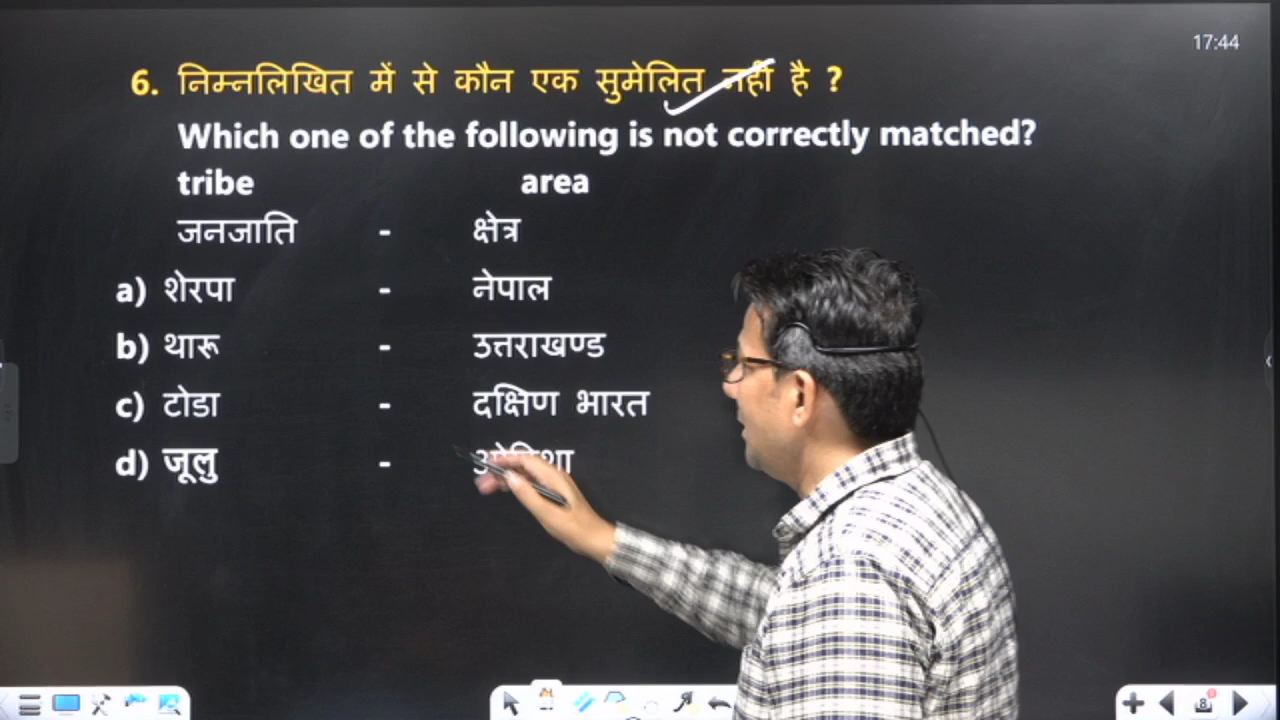 17:44
6. निम्नलिखित में से कौन एक सुमेलित नहीं है ?
Which one of the following is not correctly matched?
tribe area
जनजाति - क्षेत्र
a) शेरपा - नेपाल
b) थारू - उत्तराखण्ड
c) टोडा - दक्षिण भारत
d) जूलु -
8